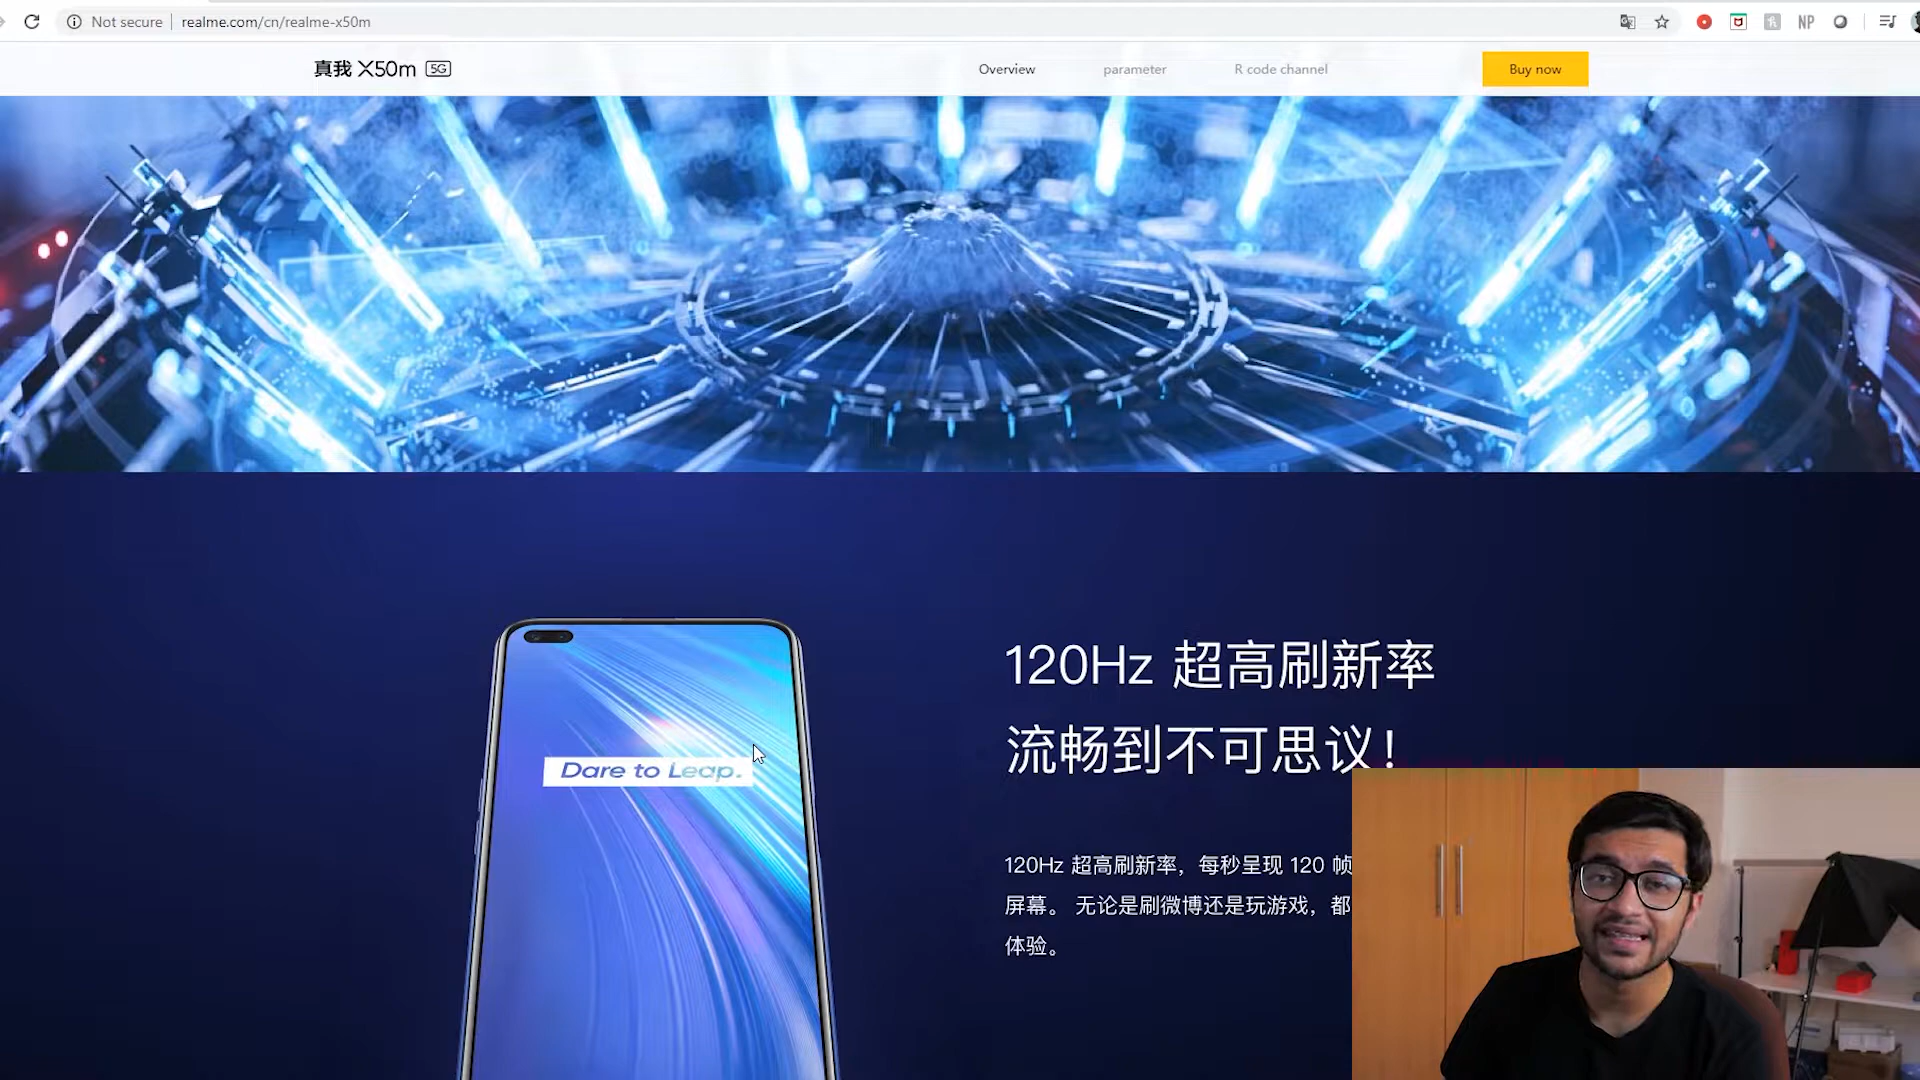 Not secure realme.com/cn/realme-x50m
NP
真我 X50m 5G
Overview parameter R code channel Buy now
120Hz 超高刷新率
流畅到不可思议！
Dare to Leap.
120Hz 超高刷新率，每秒呈现 120 帧
屏幕。 无论是刷微博还是玩游戏，都
体验。